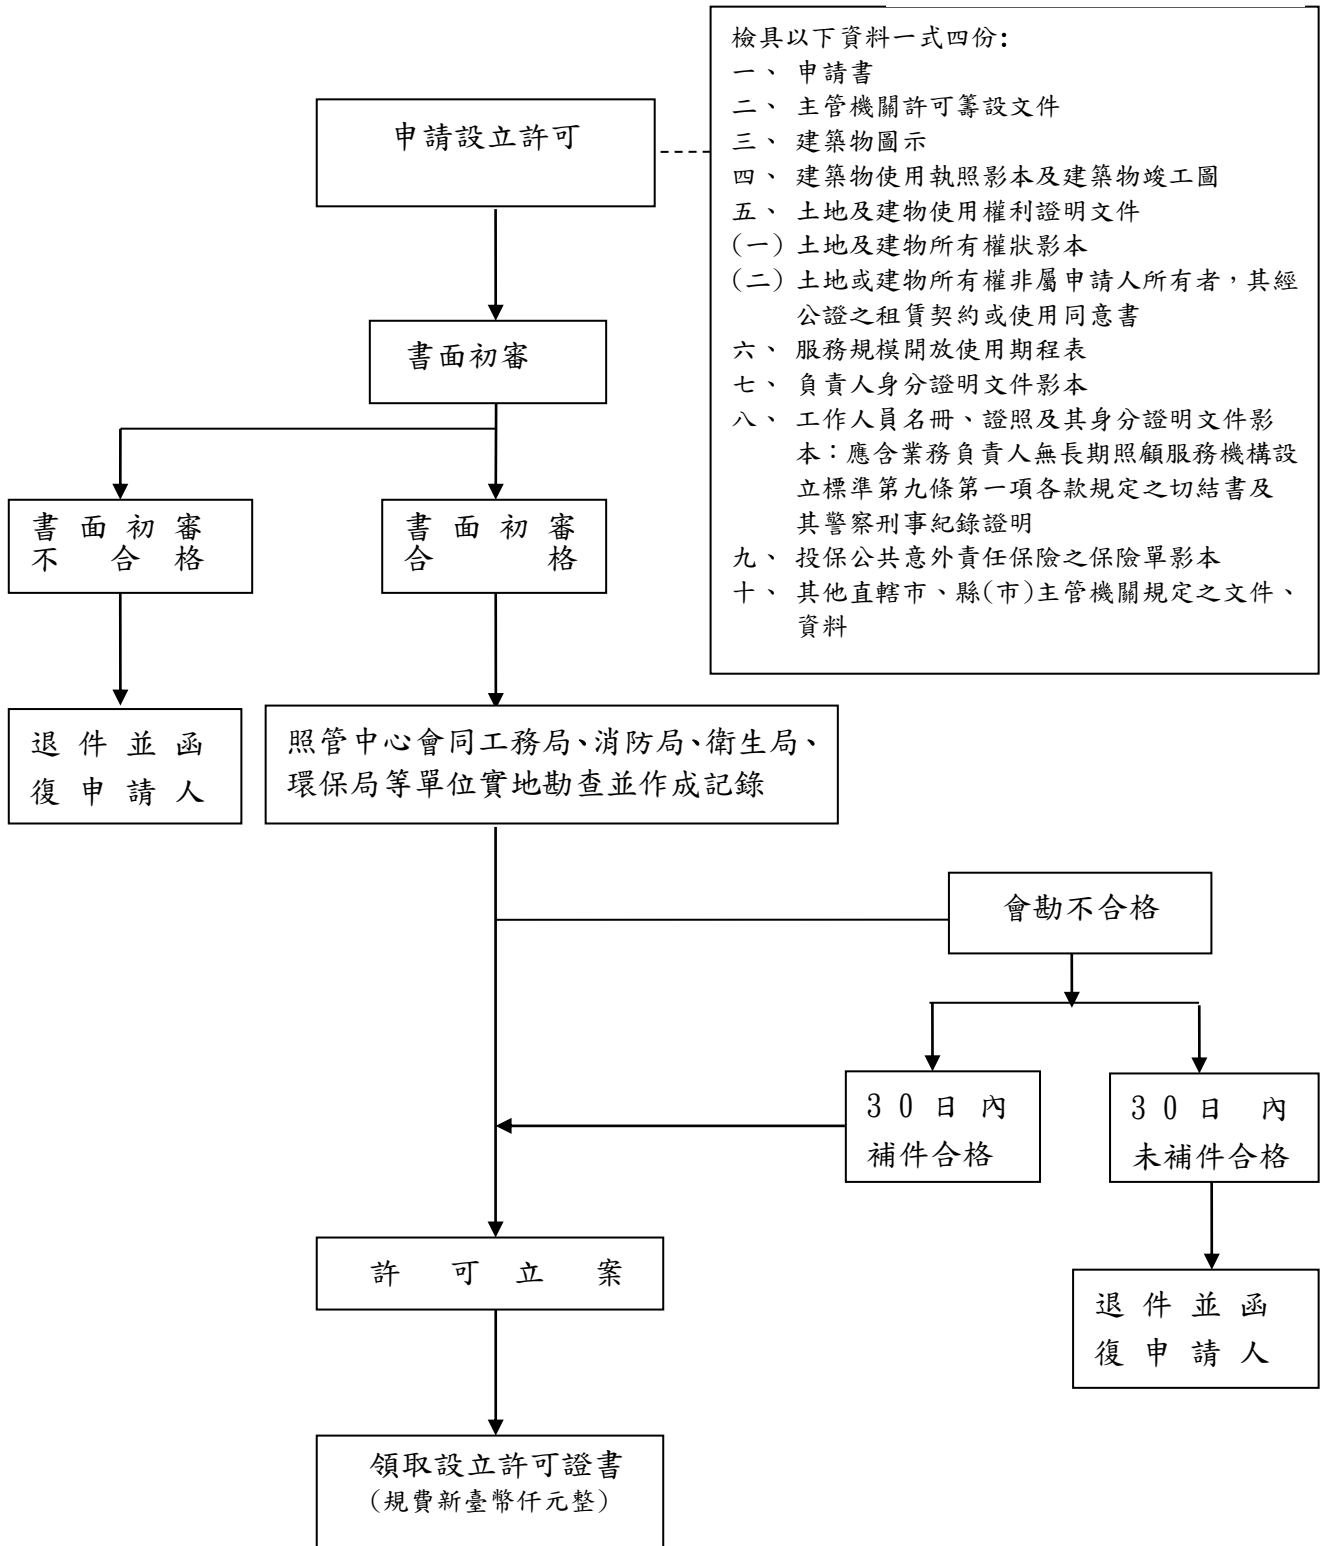 檢具以下資料一式四份:
一、 申請書
二、 主管機關許可籌設文件
三、 建築物圖示
四、 建築物使用執照影本及建築物竣工圖
五、 土地及建物使用權利證明文件
(一) 土地及建物所有權狀影本
(二) 土地或建物所有權非屬申請人所有者，其經
公證之租賃契約或使用同意書
六、 服務規模開放使用期程表
七、 負責人身分證明文件影本
八、 工作人員名冊、證照及其身分證明文件影
本：應含業務負責人無長期照顧服務機構設
立標準第九條第一項各款規定之切結書及
其警察刑事紀錄證明
九、 投保公共意外責任保險之保險單影本
十、 其他直轄市、縣(市)主管機關規定之文件、
資料
申請設立許可
書面初審
書面初審
不合格
書面初審
合格
退件並函
復申請人
照管中心會同工務局、消防局、衛生局、
環保局等單位實地勘查並作成記錄
會勘不合格
30日內
補件合格
30日 內
未補件合格
許 可 立 案
退件並函
復申請人
領取設立許可證書
(規費新臺幣仟元整)